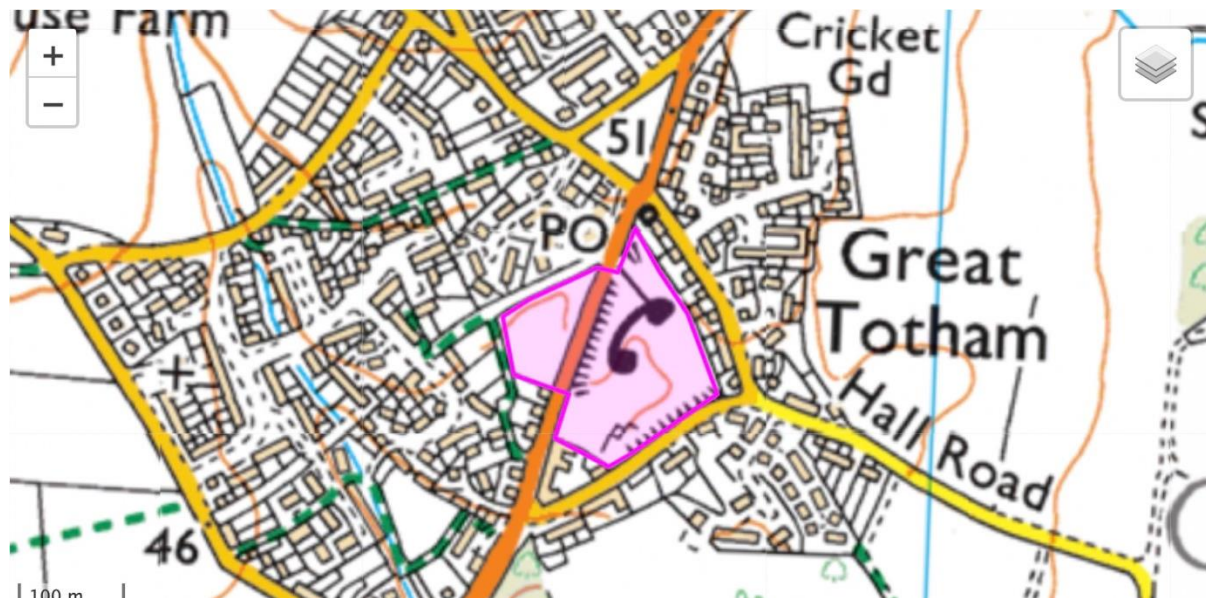 use Farm
+
−
Cricket
Gd
51
PO
Great
Totham
Hall Road
46
100 m